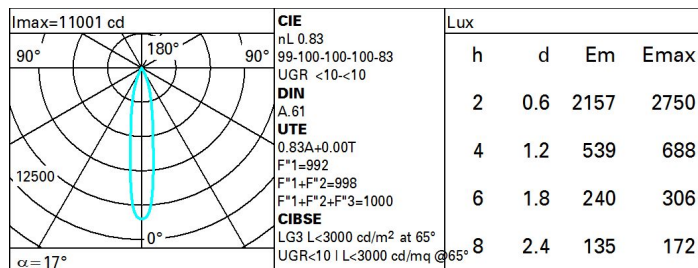 Imax=11001 cd
90°
180°
90°
12500
0°
α=17°
CIE
nL 0.83
99-100-100-100-83
UGR <10-<10
DIN
A.61
UTE
0.83A+0.00T
F"1=992
F"1+F"2=998
F"1+F"2+F"3=1000
CIBSE
LG3 L<3000 cd/m² at 65°
UGR<10 | L<3000 cd/mq @65°
Lux
h d Em Emax
2 0.6 2157 2750
4 1.2 539 688
6 1.8 240 306
8 2.4 135 172